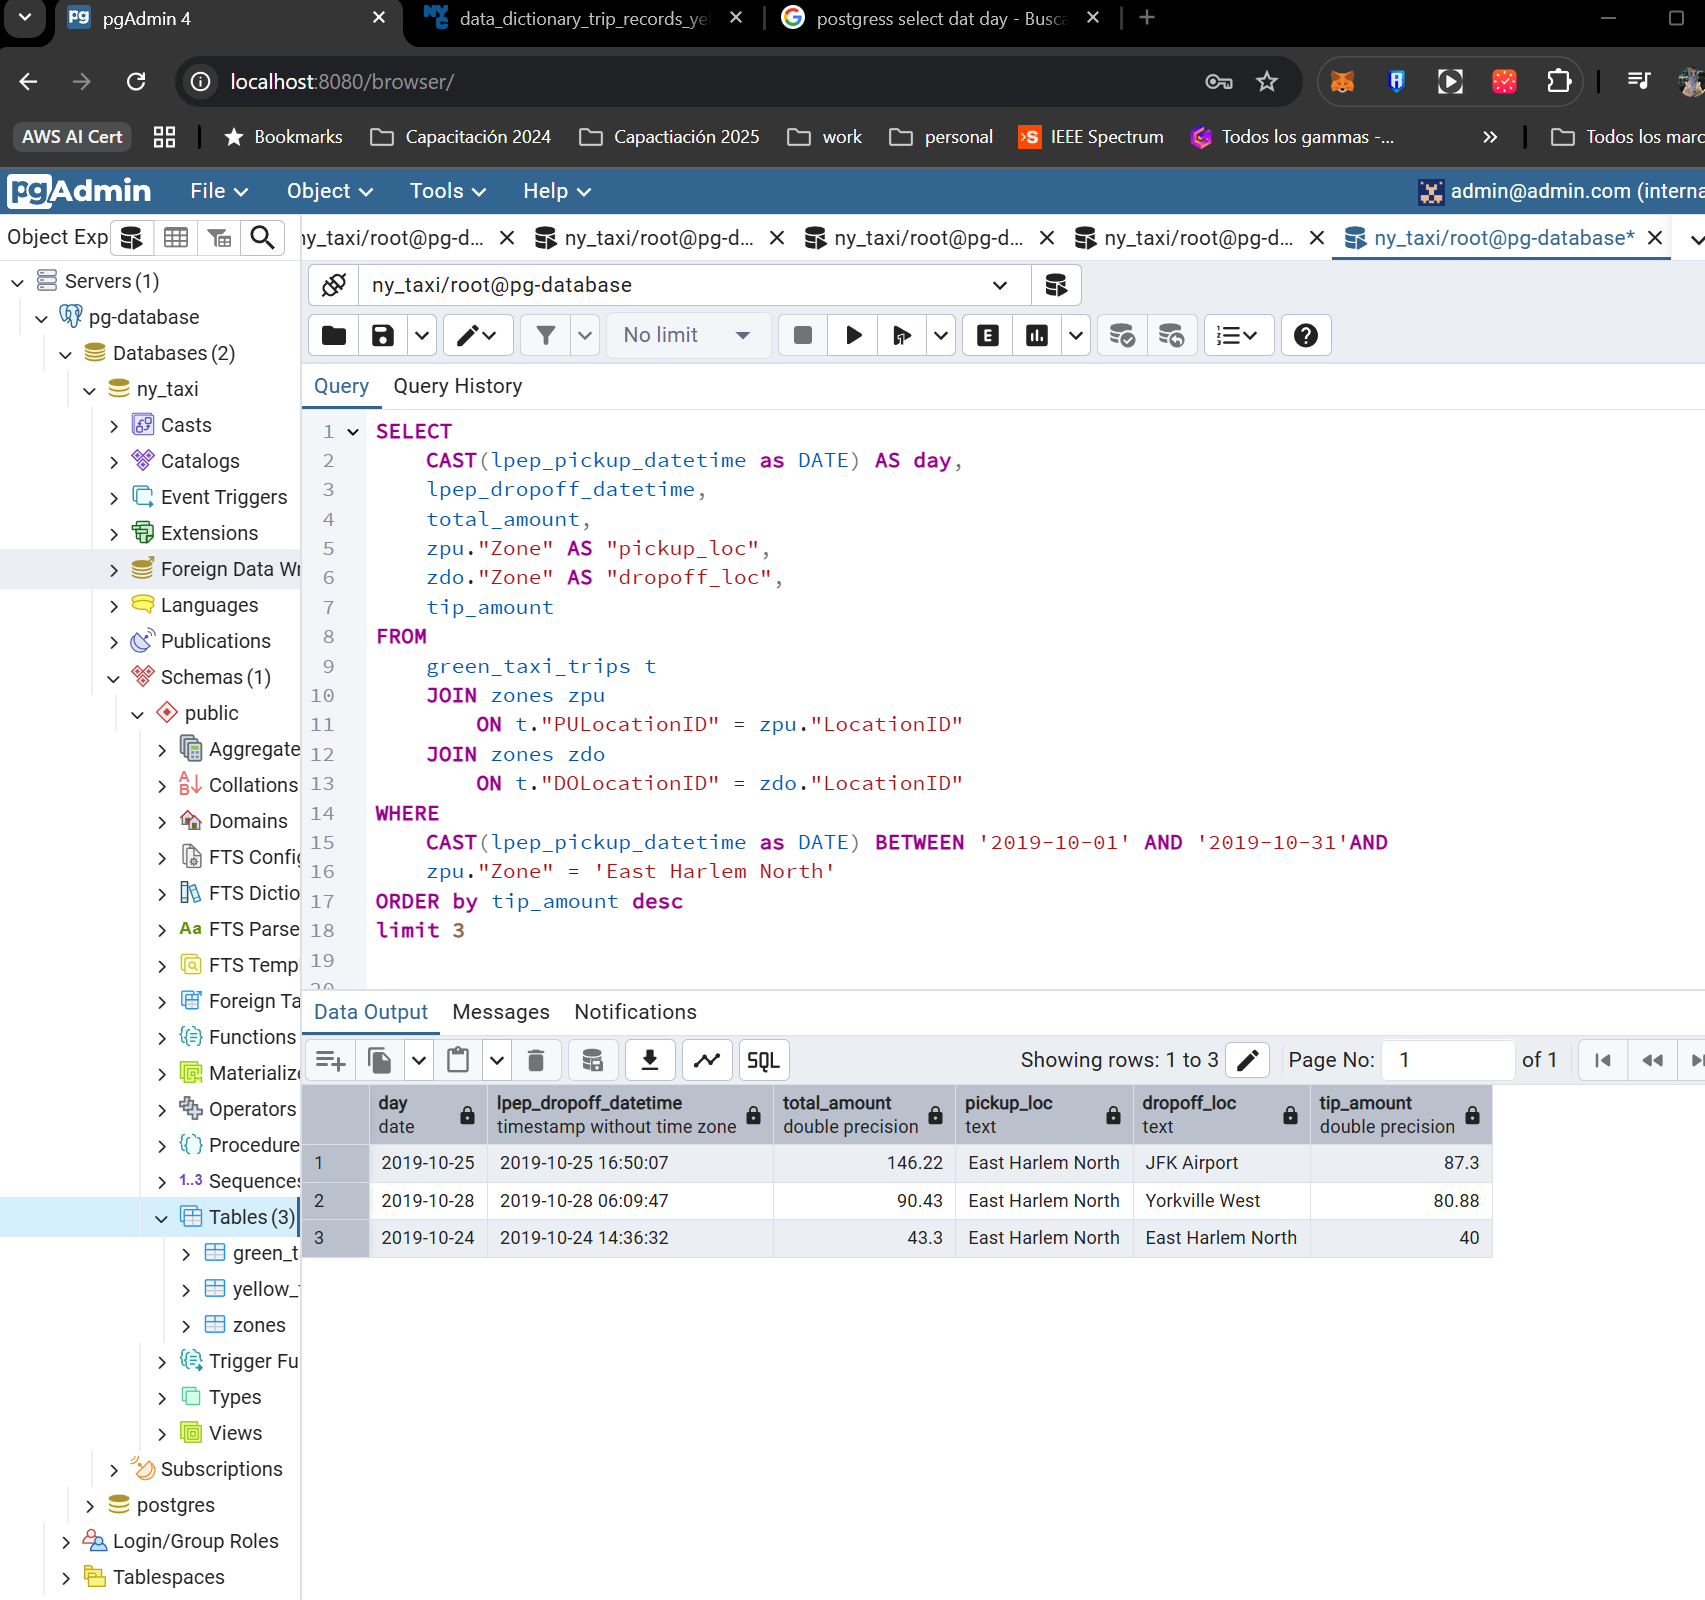 pgAdmin 4
data_dictionary_trip_records_yel
postgress select dat day - Busca
localhost:8080/browser/
AWS AI Cert
Bookmarks
Capacitación 2024
Capactiación 2025
work
personal
IEEE Spectrum
Todos los gammas -...
Todos los marc
pgAdmin
File
Object
Tools
Help
admin@admin.com (interna
Object Exp
ny_taxi/root@pg-d...
ny_taxi/root@pg-d...
ny_taxi/root@pg-d...
ny_taxi/root@pg-d...
ny_taxi/root@pg-database*
Servers (1)
pg-database
Databases (2)
ny_taxi
Casts
Catalogs
Event Triggers
Extensions
Foreign Data Wr
Languages
Publications
Schemas (1)
public
Aggregate
Collations
Domains
FTS Config
FTS Dictio
FTS Parse
FTS Temp
Foreign Ta
Functions
Materialize
Operators
Procedure
Sequences
Tables (3)
green_t
yellow_t
zones
Trigger Fu
Types
Views
Subscriptions
postgres
Login/Group Roles
Tablespaces
ny_taxi/root@pg-database
No limit
Query
Query History
1 SELECT
2 CAST(lpep_pickup_datetime as DATE) AS day,
3 lpep_dropoff_datetime,
4 total_amount,
5 zpu."Zone" AS "pickup_loc",
6 zdo."Zone" AS "dropoff_loc",
7 tip_amount
8 FROM
9 green_taxi_trips t
10 JOIN zones zpu
11 ON t."PULocationID" = zpu."LocationID"
12 JOIN zones zdo
13 ON t."DOLocationID" = zdo."LocationID"
14 WHERE
15 CAST(lpep_pickup_datetime as DATE) BETWEEN '2019-10-01' AND '2019-10-31'AND
16 zpu."Zone" = 'East Harlem North'
17 ORDER by tip_amount desc
18 limit 3
19
20
Data Output
Messages
Notifications
SQL
Showing rows: 1 to 3
Page No: 1 of 1
day date
lpep_dropoff_datetime timestamp without time zone
total_amount double precision
pickup_loc text
dropoff_loc text
tip_amount double precision
1 2019-10-25 2019-10-25 16:50:07 146.22 East Harlem North JFK Airport 87.3
2 2019-10-28 2019-10-28 06:09:47 90.43 East Harlem North Yorkville West 80.88
3 2019-10-24 2019-10-24 14:36:32 43.3 East Harlem North East Harlem North 40